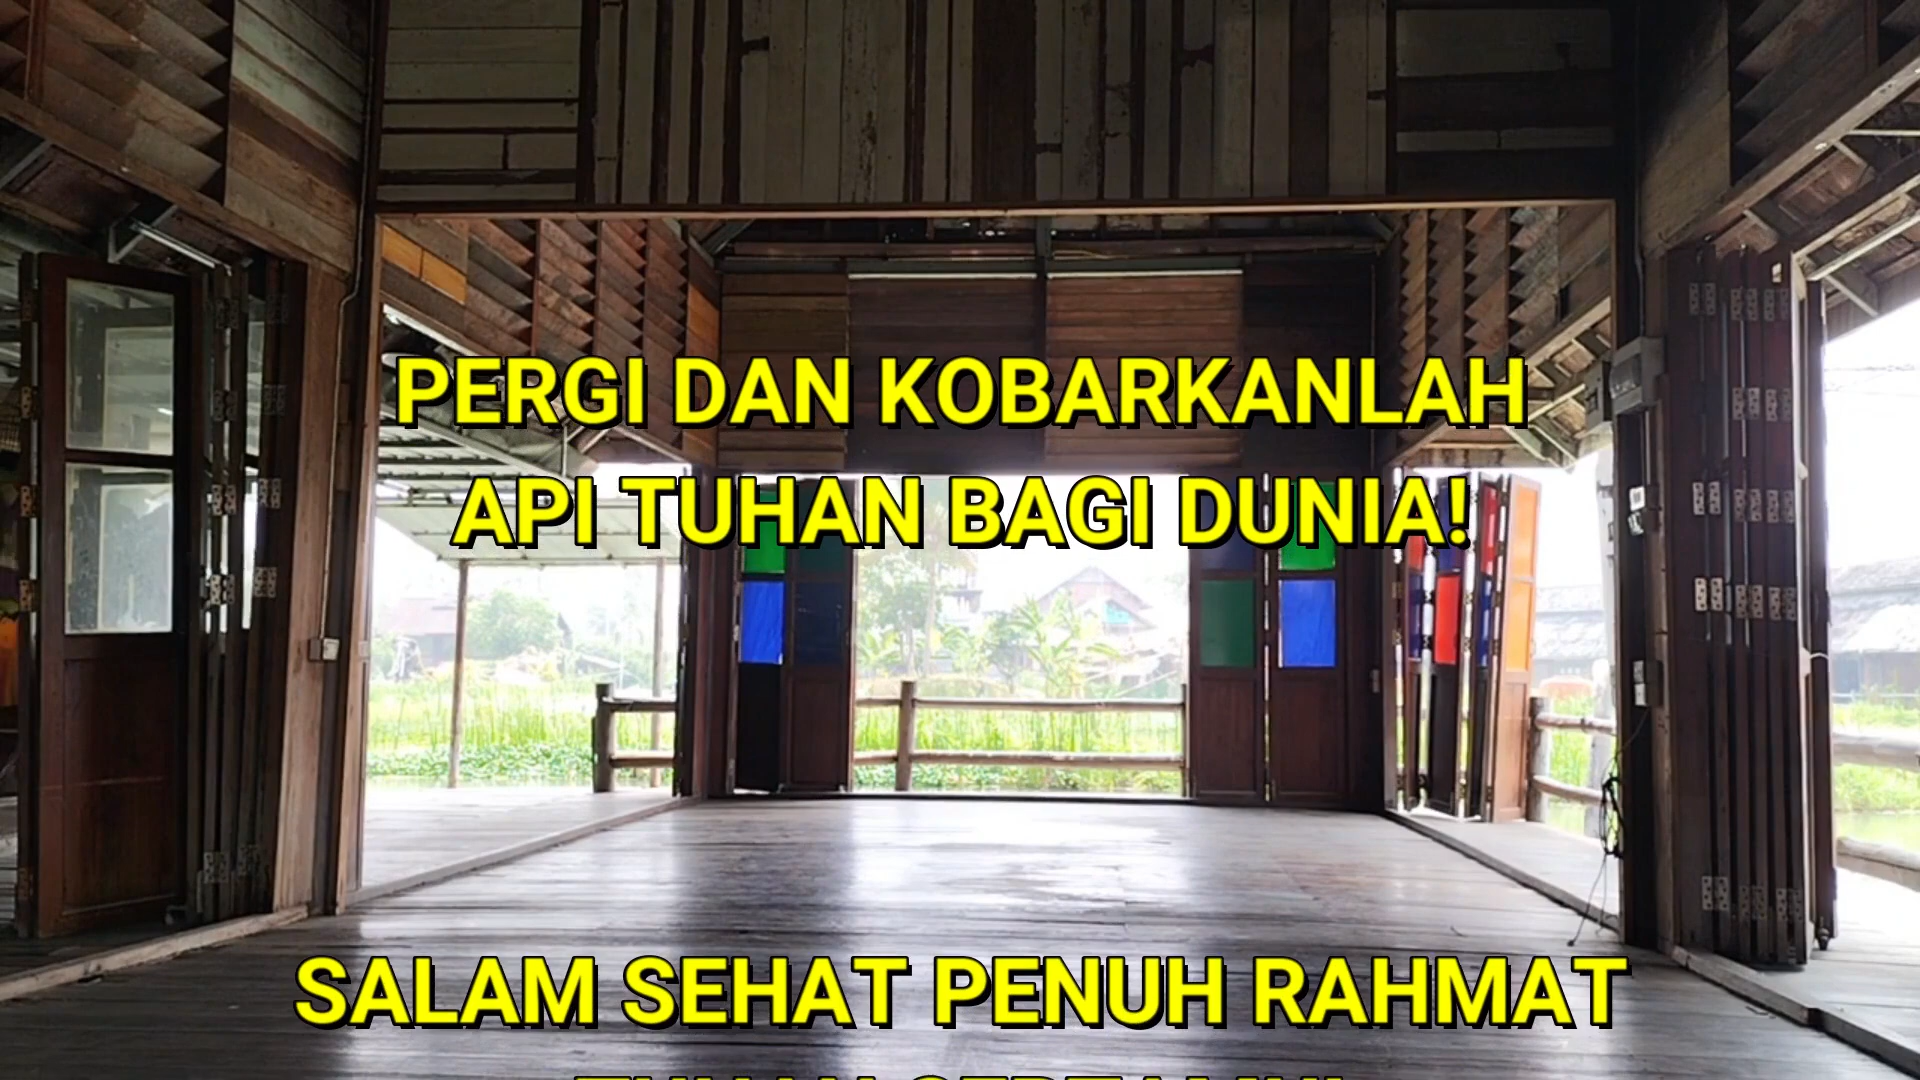 PERGI DAN KOBARKANLAH
API TUHAN BAGI DUNIA!
SALAM SEHAT PENUH RAHMAT